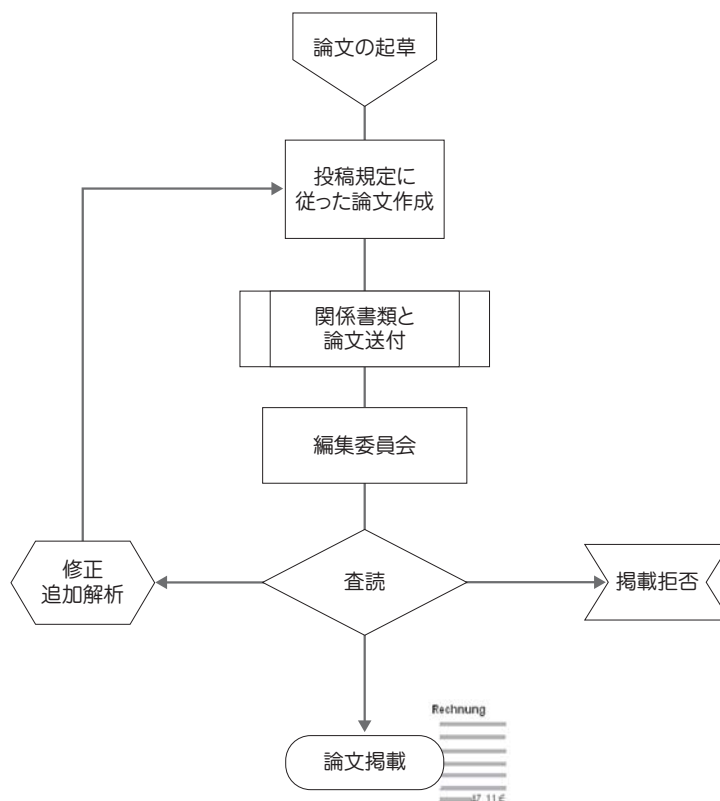 論文の起草
投稿規定に
従った論文作成
関係書類と
論文送付
編集委員会
修正
追加解析
査読
掲載拒否
Rechnung
論文掲載
47,11€